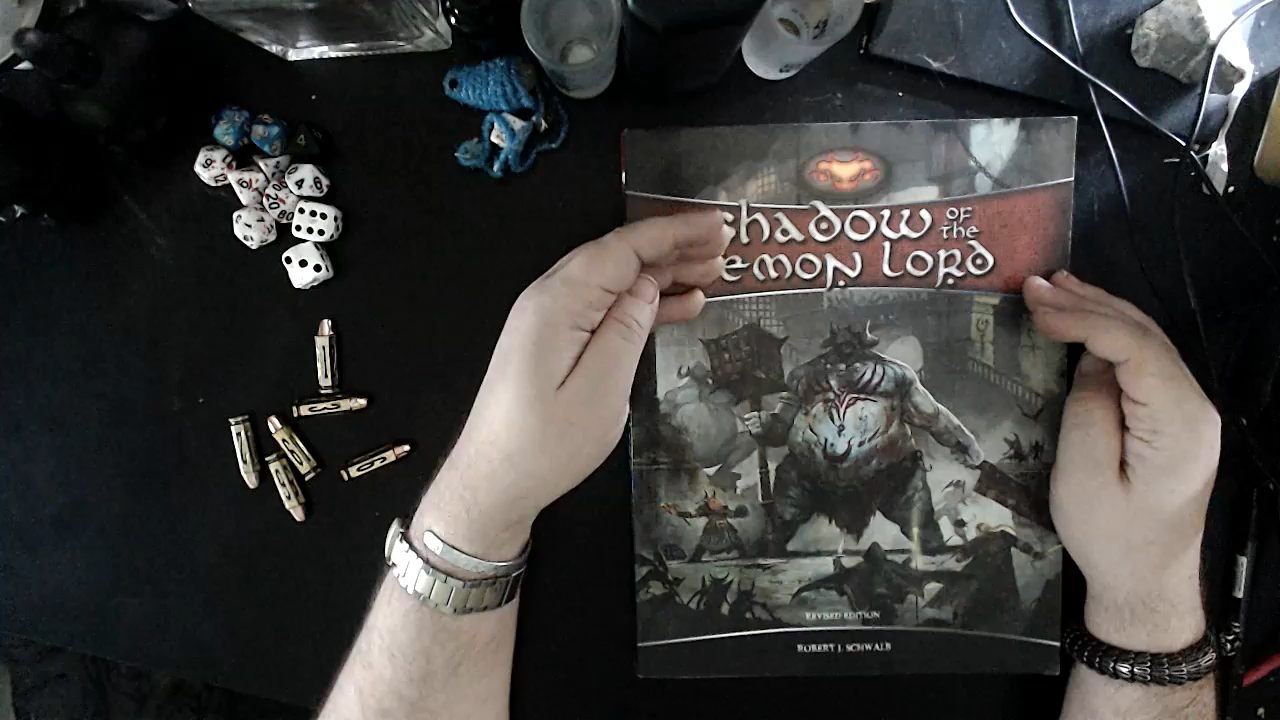 shadow OF the
emon lord
REVISED EDITION
ROBERT J. SCHWALB